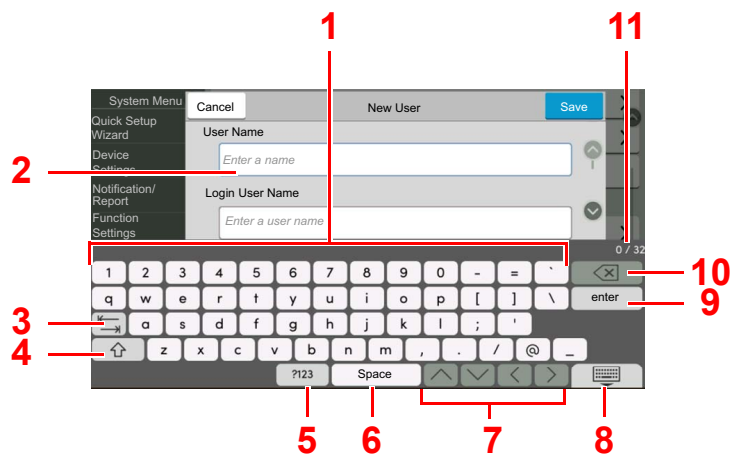 1 11
System Menu Cancel New User Save
Quick Setup
Wizard
User Name
Device
Settings
2 Enter a name
Notification/
Report
Login User Name
Function
Settings
Enter a user name
0 / 32
1 2 3 4 5 6 7 8 9 0 - = ` 10
q w e r t y u i o p [ ] \ enter 9
3 a s d f g h j k l ; '
4 z x c v b n m , . / @ _
?123 Space
5 6 7 8